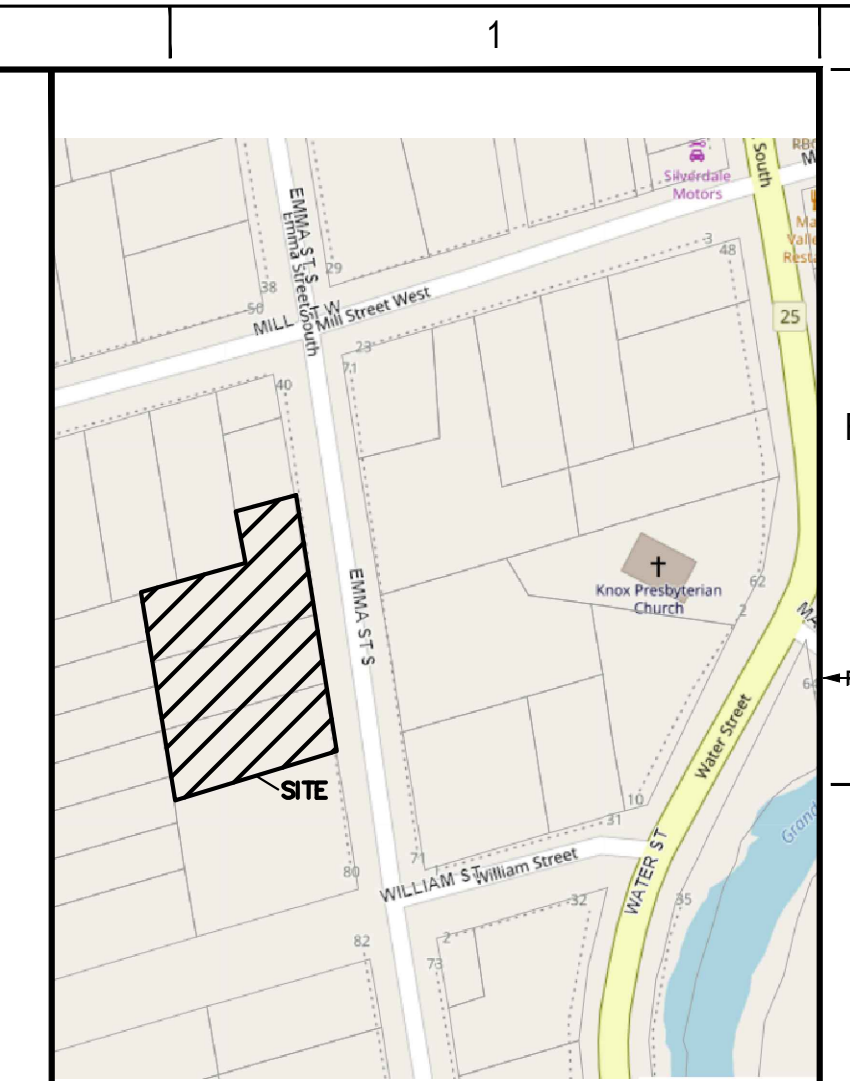 1
South
Silverdale
Motors
EMMA ST S
Emma Street South
29
38
50
MILL ST W
Mill Street West
3
48
25
23
71
40
EMMA ST S
Knox Presbyterian
Church
62
2
Water Street
SITE
10
31
71
1
William Street
WILLIAM ST
WATER ST
80
32
35
82
2
73